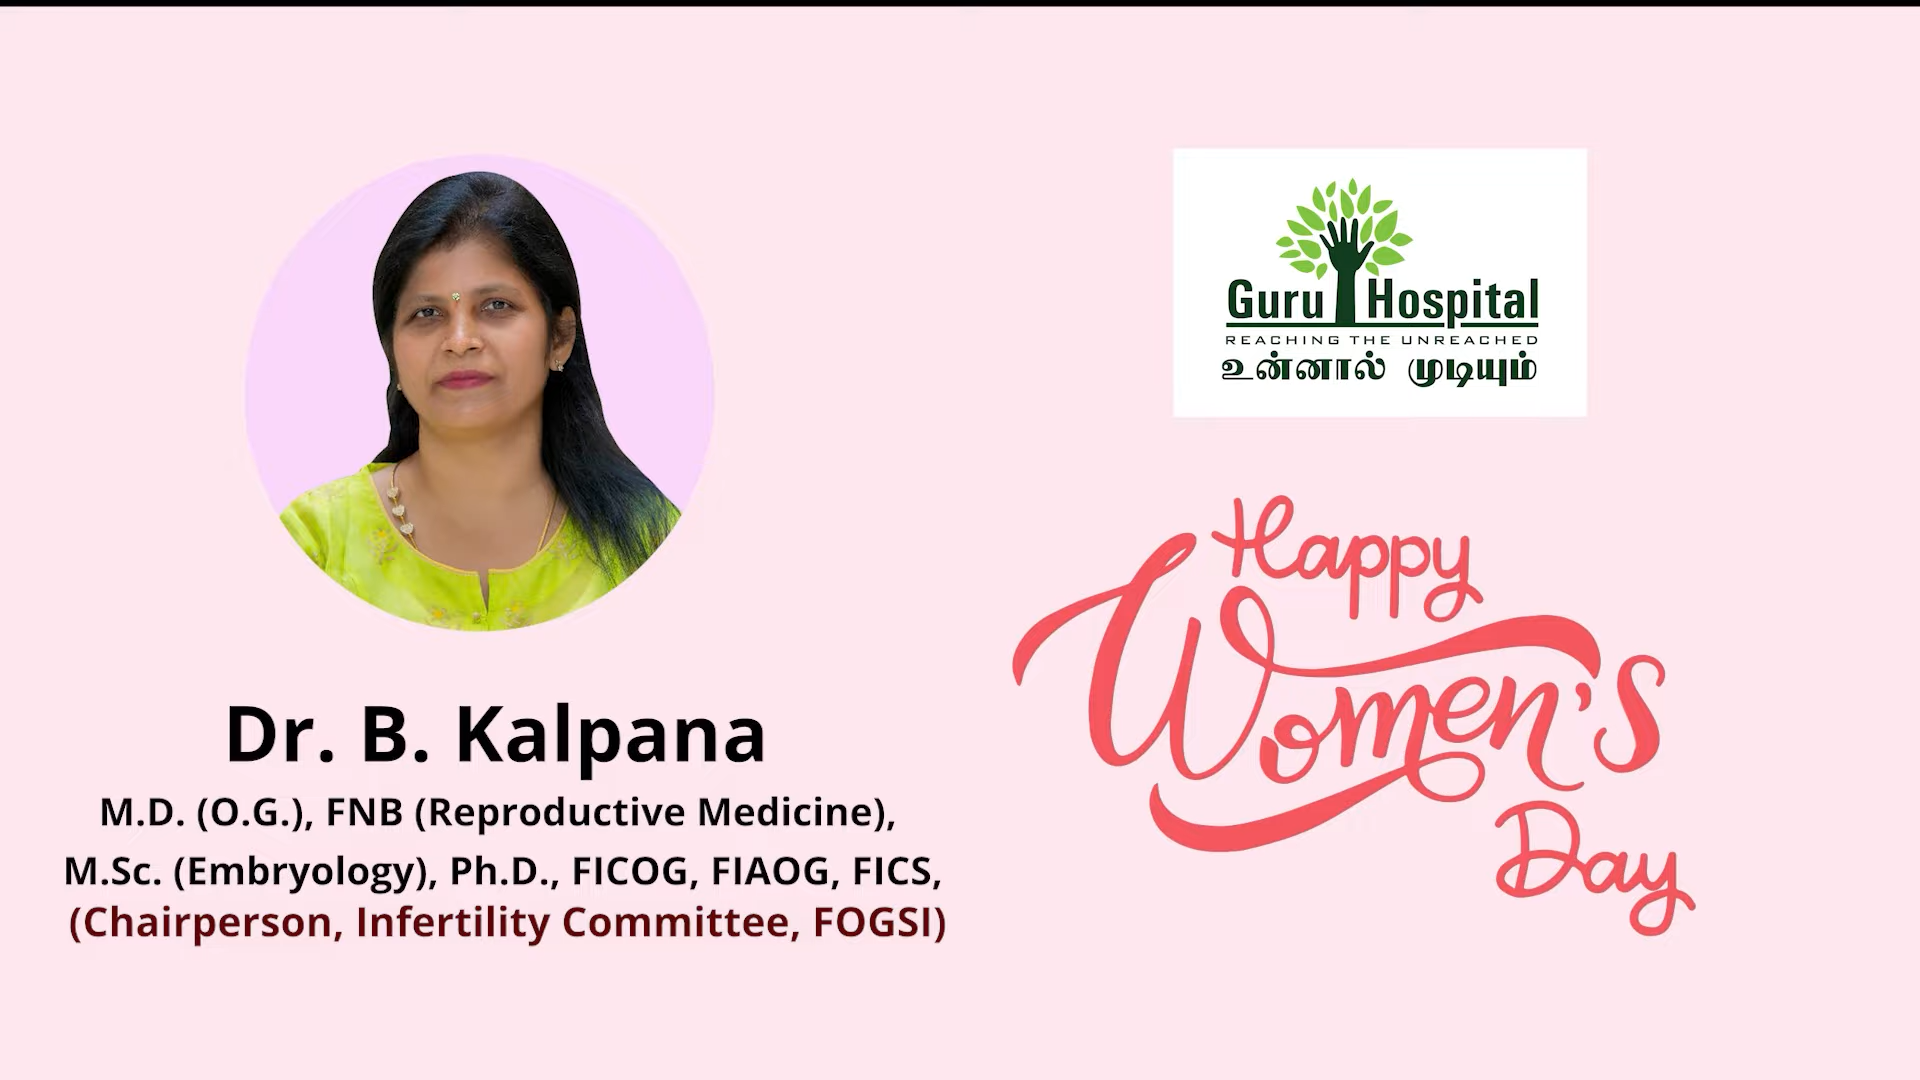 Dr. B. Kalpana
M.D. (O.G.), FNB (Reproductive Medicine),
M.Sc. (Embryology), Ph.D., FICOG, FIAOG, FICS,
(Chairperson, Infertility Committee, FOGSI)
Guru Hospital
REACHING THE UNREACHED
உன்னால் முடியும்
Happy
Women's
Day